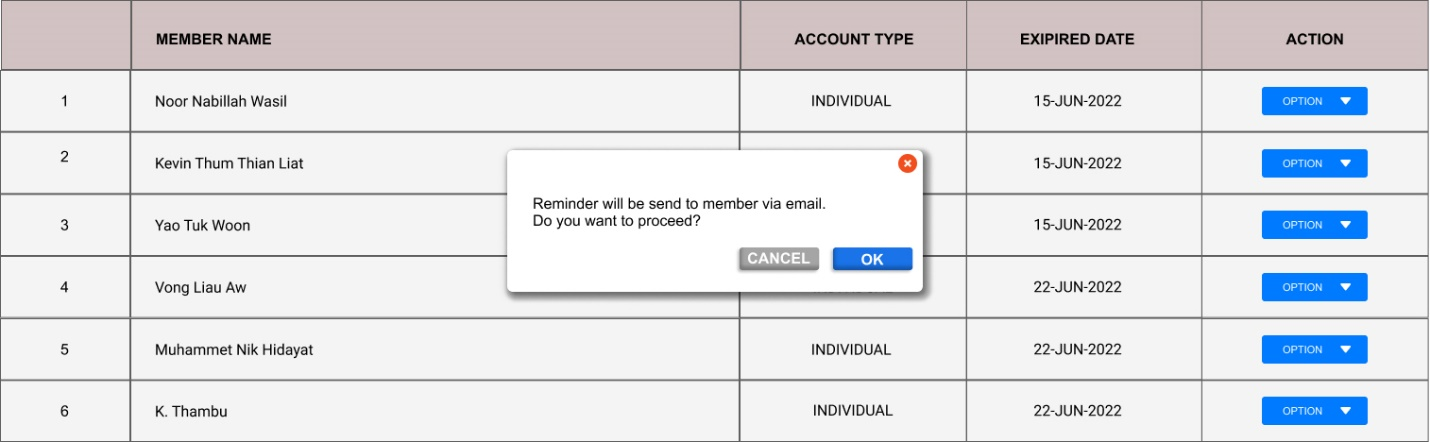 MEMBER NAME ACCOUNT TYPE EXIPIRED DATE ACTION
1 Noor Nabillah Wasil INDIVIDUAL 15-JUN-2022 OPTION
2 Kevin Thum Thian Liat 15-JUN-2022 OPTION
Reminder will be send to member via email.
Do you want to proceed?
3 Yao Tuk Woon 15-JUN-2022 OPTION
CANCEL OK
4 Vong Liau Aw 22-JUN-2022 OPTION
5 Muhammet Nik Hidayat INDIVIDUAL 22-JUN-2022 OPTION
6 K. Thambu INDIVIDUAL 22-JUN-2022 OPTION